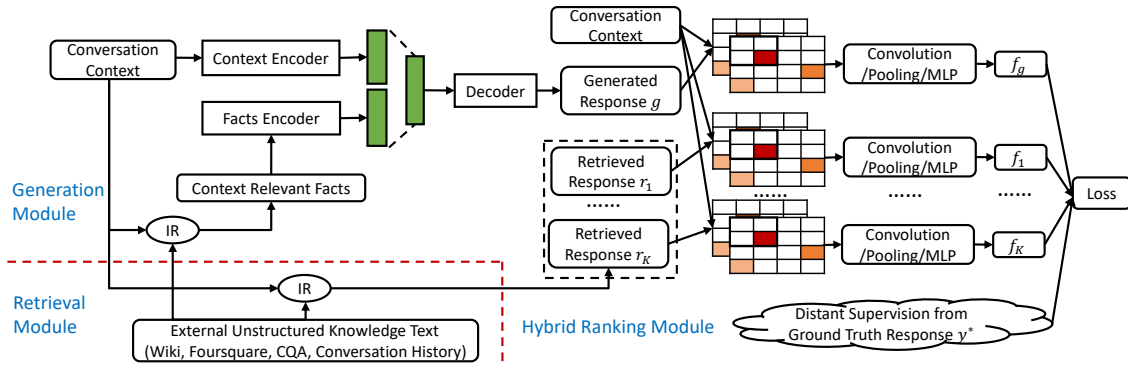 Conversation
Context
Context Encoder
Facts Encoder
Context Relevant Facts
Generation
Module
IR
Decoder
Conversation
Context
Generated
Response g
Retrieved
Response r₁
......
Retrieved
Response r_K
Convolution
/Pooling/MLP
f_g
Convolution
/Pooling/MLP
f₁
......
......
......
Convolution
/Pooling/MLP
f_K
Loss
Retrieval
Module
IR
External Unstructured Knowledge Text
(Wiki, Foursquare, CQA, Conversation History)
Hybrid Ranking Module
Distant Supervision from
Ground Truth Response y*